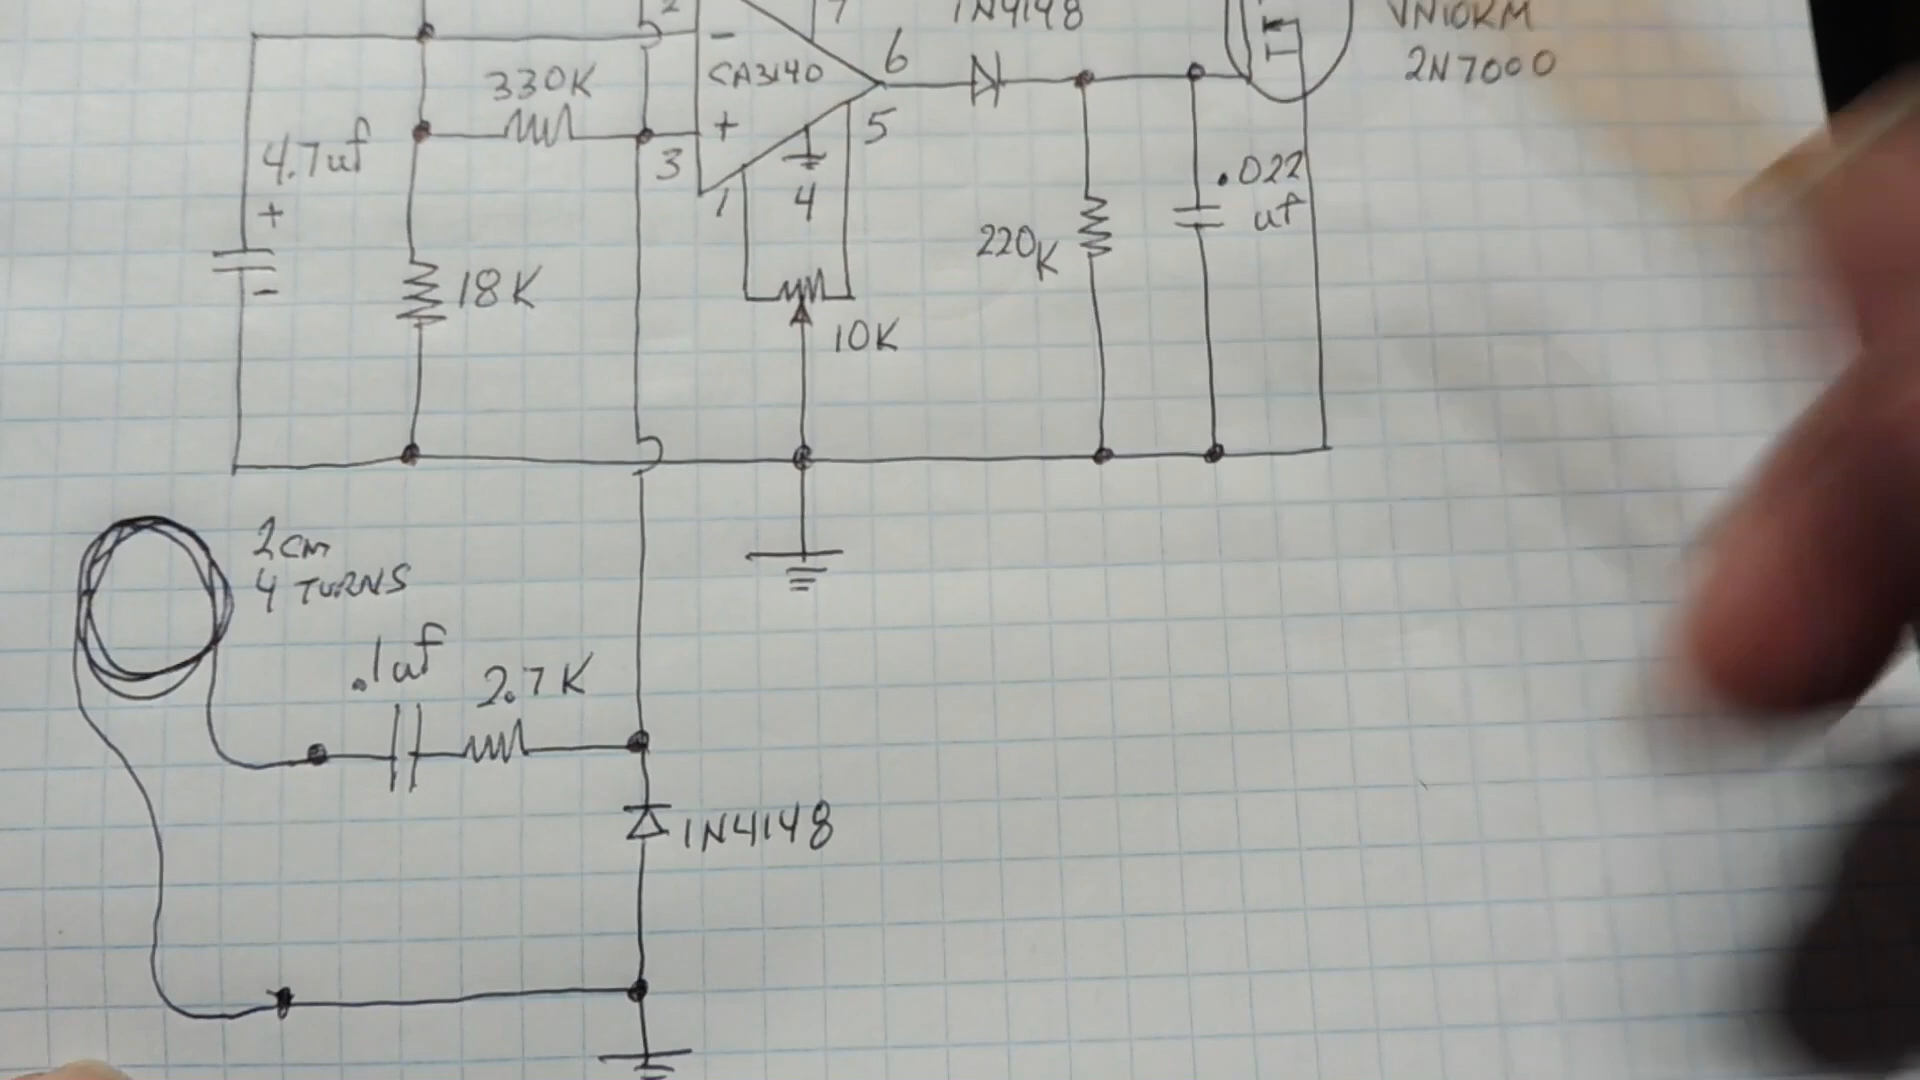 2
7
1N4148
VN10KM
-
6
2N7000
CA3140
330K
+
5
4.7uf
3
.022
uf
1
4
+
220K
18K
-
10K
2cm
4 TURNS
.1uf
2.7K
1N4148